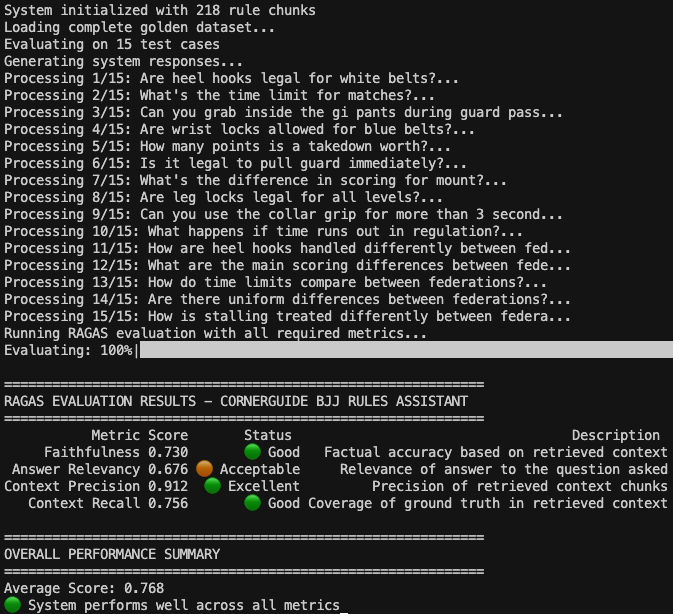 System initialized with 218 rule chunks
Loading complete golden dataset...
Evaluating on 15 test cases
Generating system responses...
Processing 1/15: Are heel hooks legal for white belts?...
Processing 2/15: What's the time limit for matches?...
Processing 3/15: Can you grab inside the gi pants during guard pass...
Processing 4/15: Are wrist locks allowed for blue belts?...
Processing 5/15: How many points is a takedown worth?...
Processing 6/15: Is it legal to pull guard immediately?...
Processing 7/15: What's the difference in scoring for mount?...
Processing 8/15: Are leg locks legal for all levels?...
Processing 9/15: Can you use the collar grip for more than 3 second...
Processing 10/15: What happens if time runs out in regulation?...
Processing 11/15: How are heel hooks handled differently between fed...
Processing 12/15: What are the main scoring differences between fede...
Processing 13/15: How do time limits compare between federations?...
Processing 14/15: Are there uniform differences between federations?...
Processing 15/15: How is stalling treated differently between federa...
Running RAGAS evaluation with all required metrics...
Evaluating: 100%|
============================================================
RAGAS EVALUATION RESULTS – CORNERGUIDE BJJ RULES ASSISTANT
============================================================
Metric Score Status Description
Faithfulness 0.730 🟢 Good Factual accuracy based on retrieved context
Answer Relevancy 0.676 🟠 Acceptable Relevance of answer to the question asked
Context Precision 0.912 🟢 Excellent Precision of retrieved context chunks
Context Recall 0.756 🟢 Good Coverage of ground truth in retrieved context
============================================================
OVERALL PERFORMANCE SUMMARY
============================================================
Average Score: 0.768
🟢 System performs well across all metrics